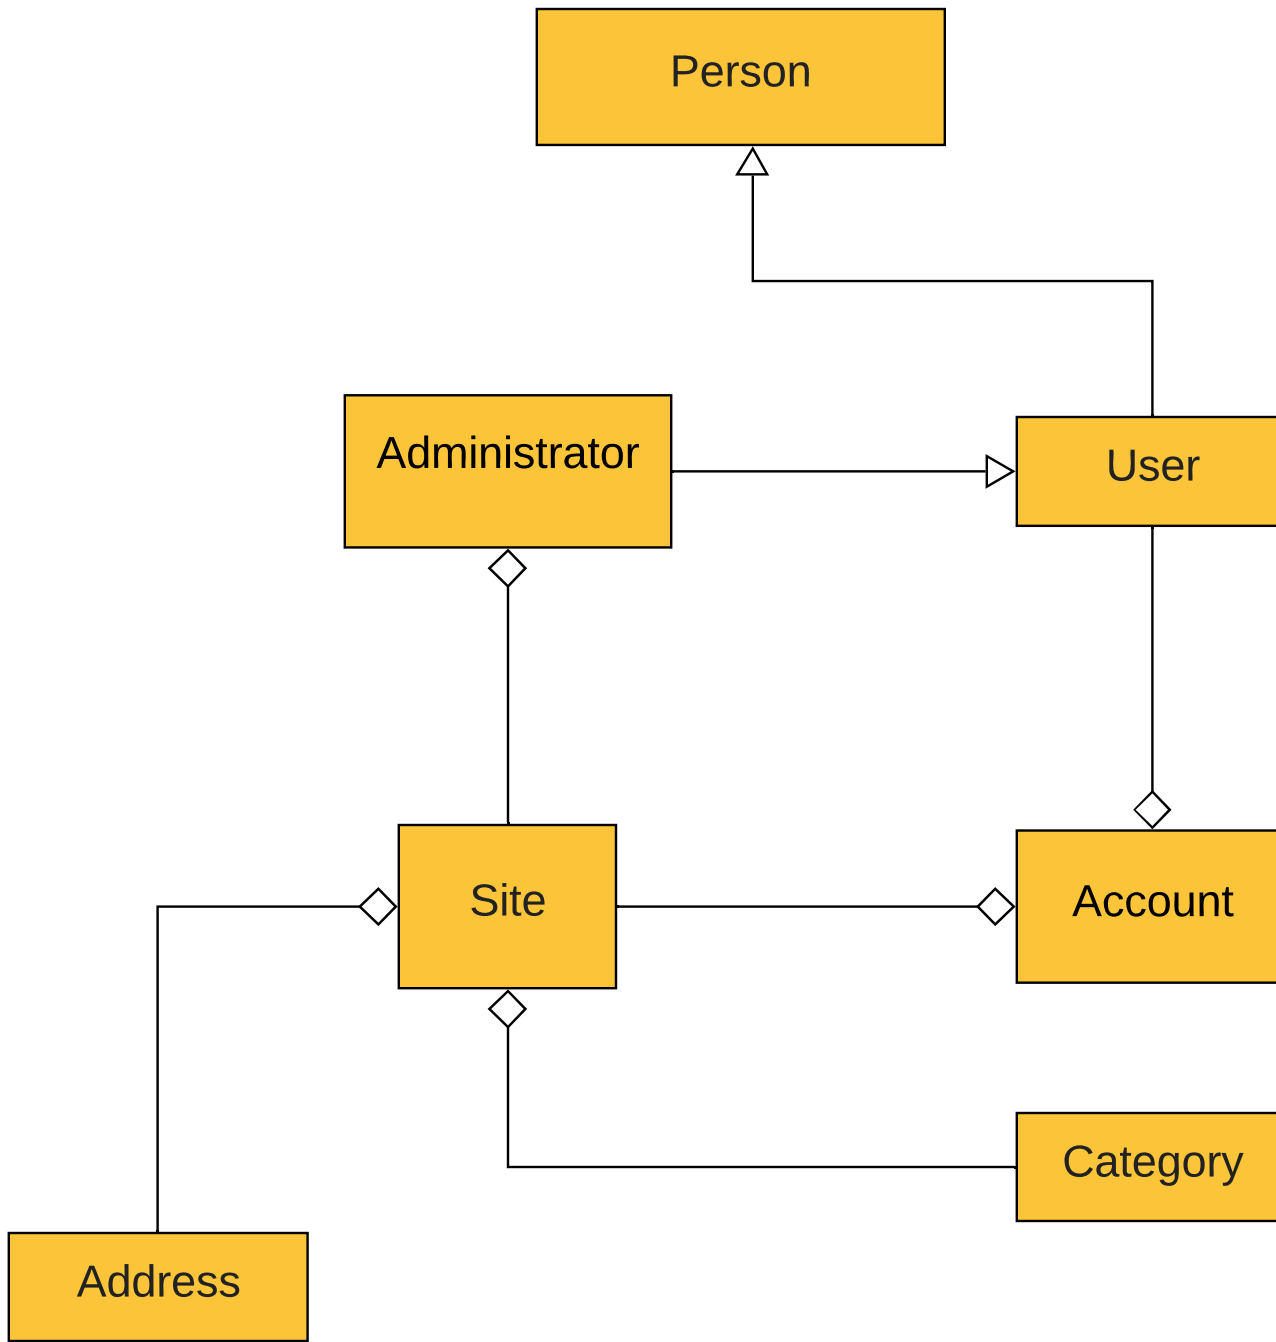 Person
Administrator
User
Site
Account
Category
Address